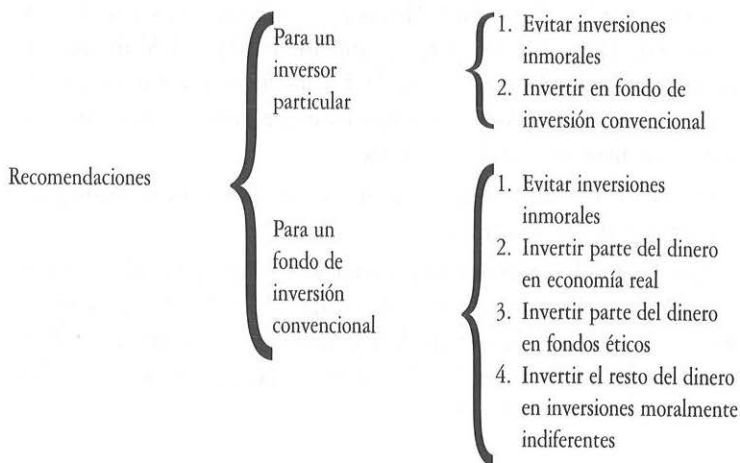 Recomendaciones
Para un
inversor
particular
1. Evitar inversiones
inmorales
2. Invertir en fondo de
inversión convencional
Para un
fondo de
inversión
convencional
1. Evitar inversiones
inmorales
2. Invertir parte del dinero
en economía real
3. Invertir parte del dinero
en fondos éticos
4. Invertir el resto del dinero
en inversiones moralmente
indiferentes